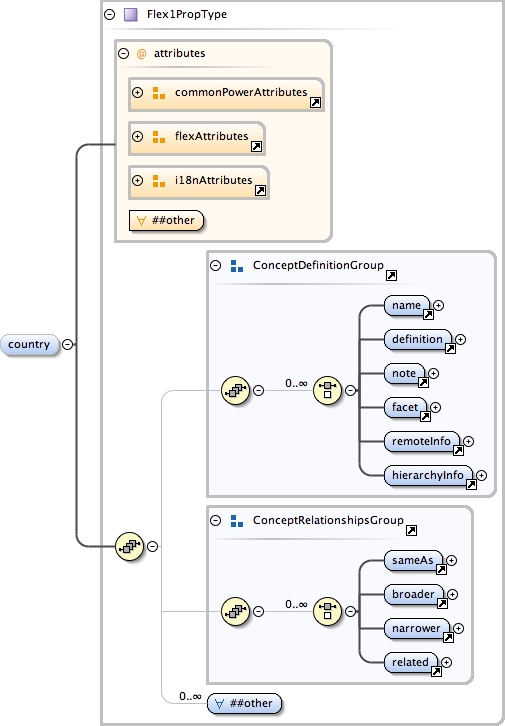 Flex1PropType
@ attributes
commonPowerAttributes
flexAttributes
i18nAttributes
∀ ##other
ConceptDefinitionGroup
name
definition
country
note
0..∞
facet
remoteInfo
hierarchyInfo
ConceptRelationshipsGroup
sameAs
broader
0..∞
narrower
related
0..∞
∀ ##other